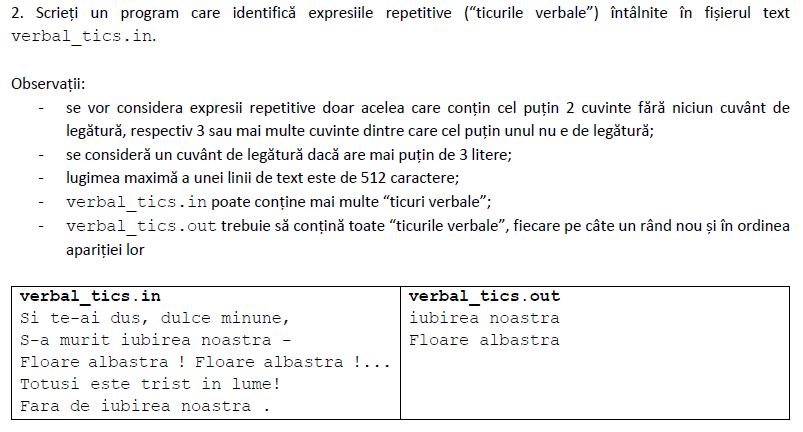 2. Scrieți un program care identifică expresiile repetitive (“ticurile verbale”) întâlnite în fișierul text
verbal_tics.in.
Observații:
- se vor considera expresii repetitive doar acelea care conțin cel puțin 2 cuvinte fără niciun cuvânt de
legătură, respectiv 3 sau mai multe cuvinte dintre care cel puțin unul nu e de legătură;
- se consideră un cuvânt de legătură dacă are mai puțin de 3 litere;
- lugimea maximă a unei linii de text este de 512 caractere;
- verbal_tics.in poate conține mai multe “ticuri verbale”;
- verbal_tics.out trebuie să conțină toate “ticurile verbale”, fiecare pe câte un rând nou și în ordinea
apariției lor
verbal_tics.in
Si te-ai dus, dulce minune,
S-a murit iubirea noastra –
Floare albastra ! Floare albastra !...
Totusi este trist in lume!
Fara de iubirea noastra .
verbal_tics.out
iubirea noastra
Floare albastra